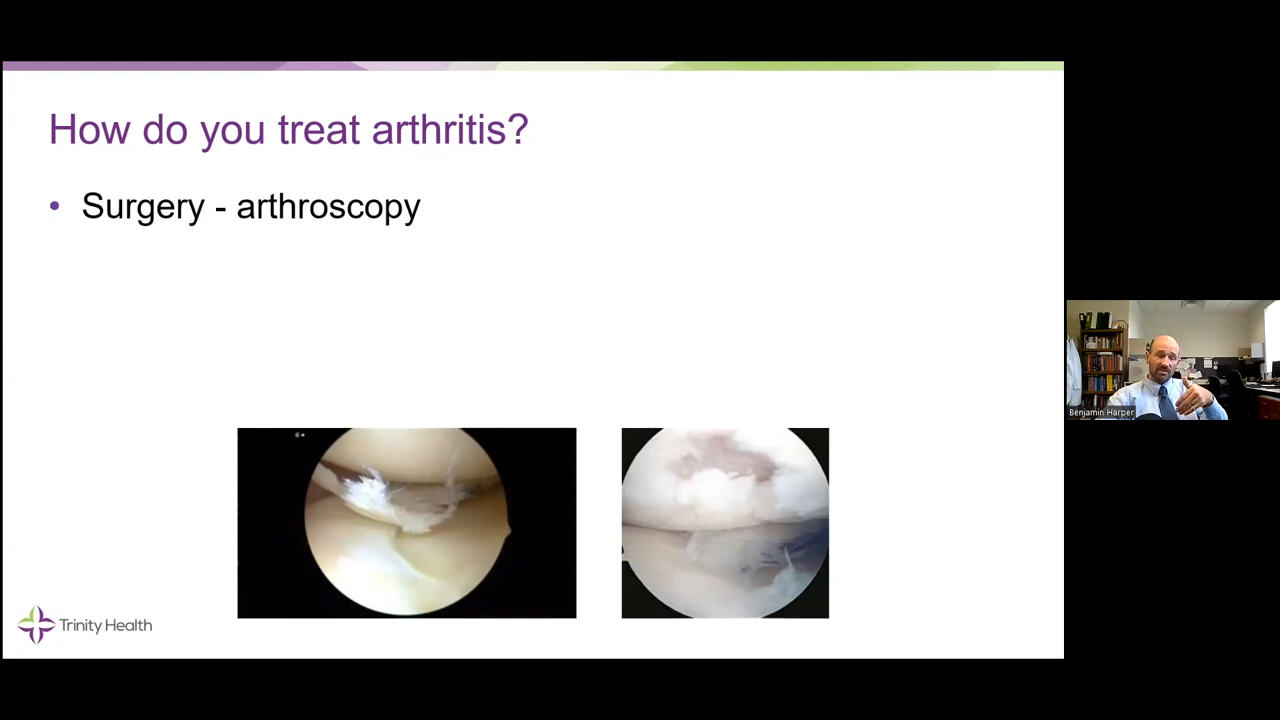 How do you treat arthritis?
• Surgery - arthroscopy
Trinity Health
Benjamin Harper